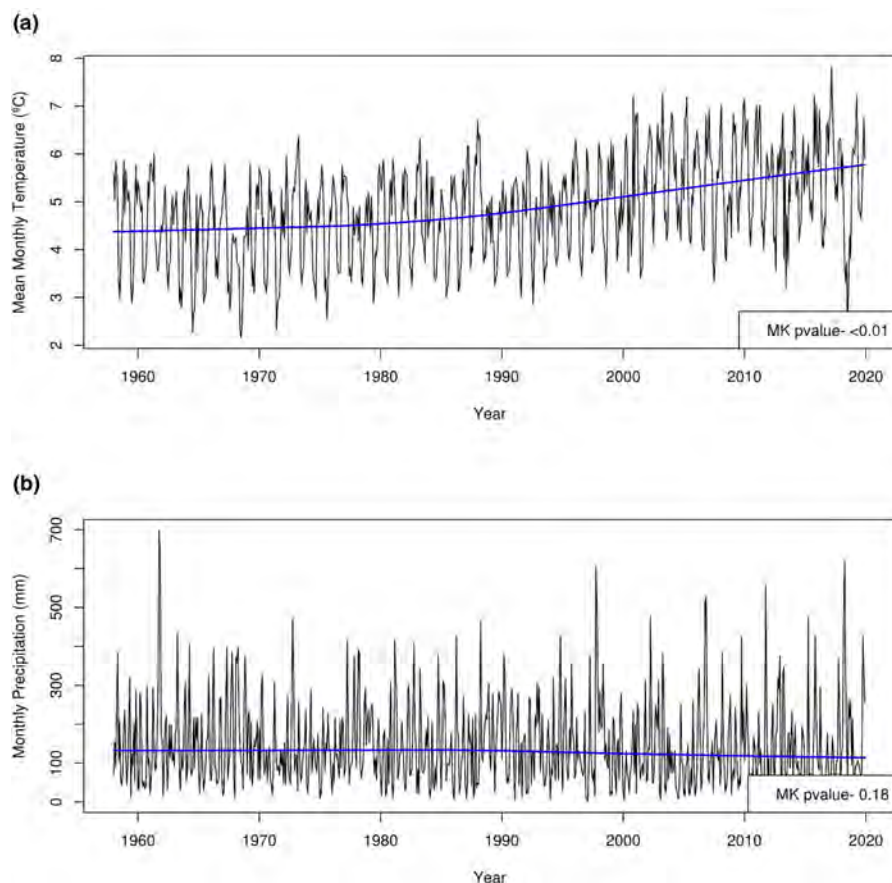 (a)
Mean Monthly Temperature (ºC)
8
7
6
5
4
3
2
MK pvalue- <0.01
1960 1970 1980 1990 2000 2010 2020
Year
(b)
Monthly Precipitation (mm)
700
500
300
100
0
MK pvalue- 0.18
1960 1970 1980 1990 2000 2010 2020
Year